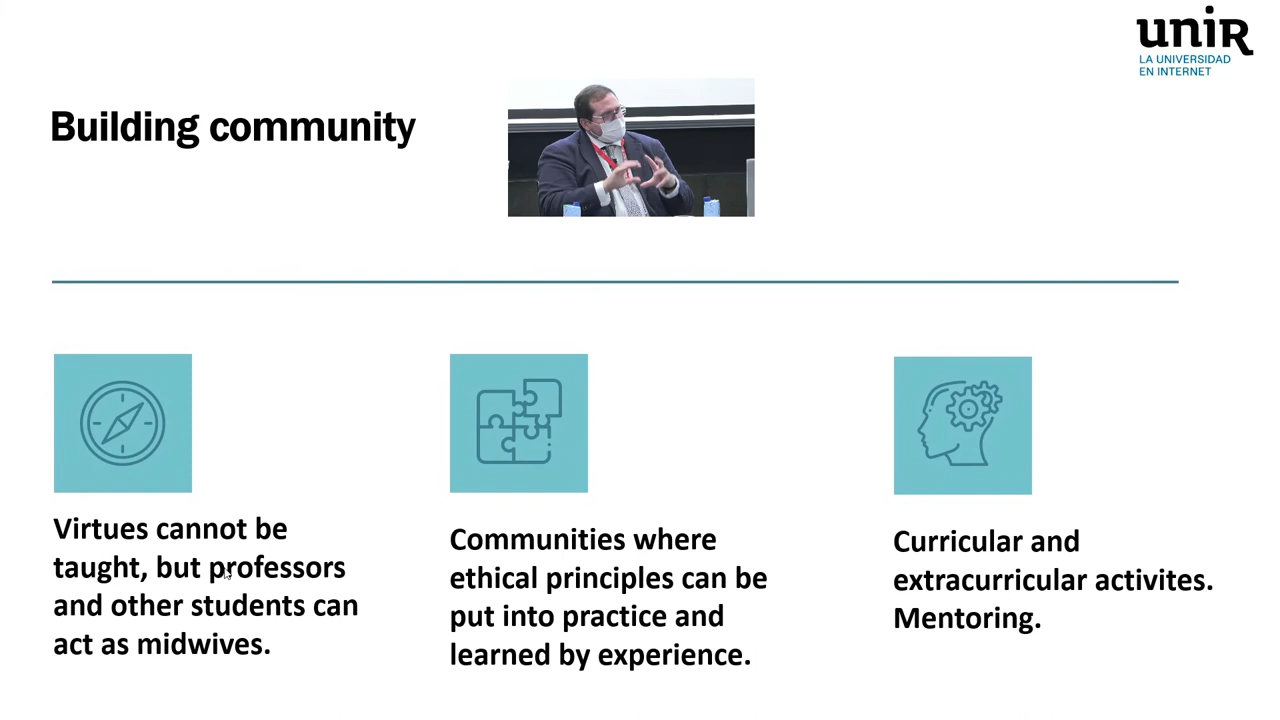 uniR
LA UNIVERSIDAD
EN INTERNET
Building community
Virtues cannot be
taught, but professors
and other students can
act as midwives.
Communities where
ethical principles can be
put into practice and
learned by experience.
Curricular and
extracurricular activites.
Mentoring.